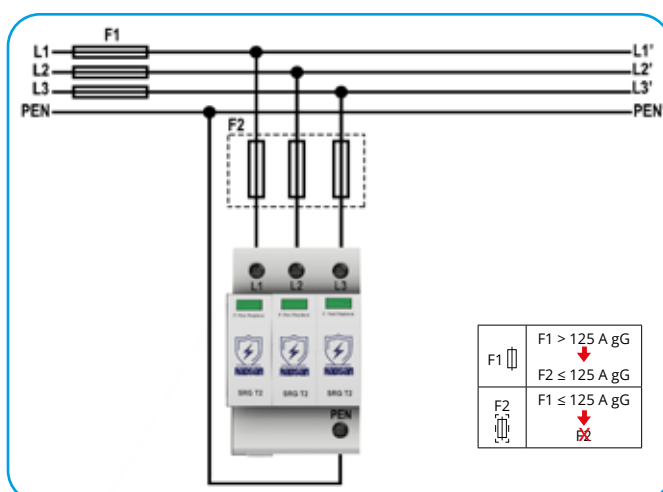 F1
L1 L1'
L2 L2'
L3 L3'
PEN PEN
F2
L1 L2 L3
SRG T2 SRG T2 SRG T2
PEN
F1 F1 > 125 A gG
F2 ≤ 125 A gG
F2 F1 ≤ 125 A gG
F2